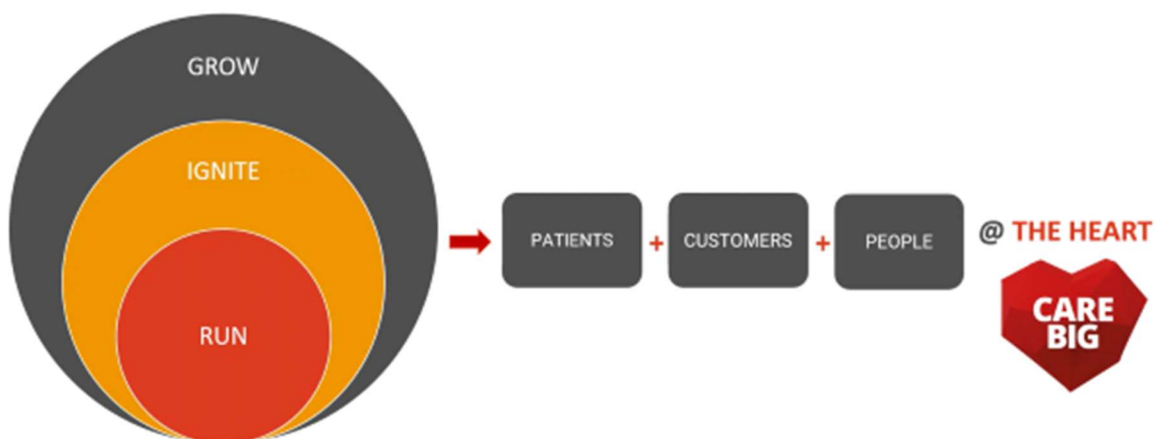 GROW
IGNITE
RUN
PATIENTS + CUSTOMERS + PEOPLE @ THE HEART
CARE
BIG